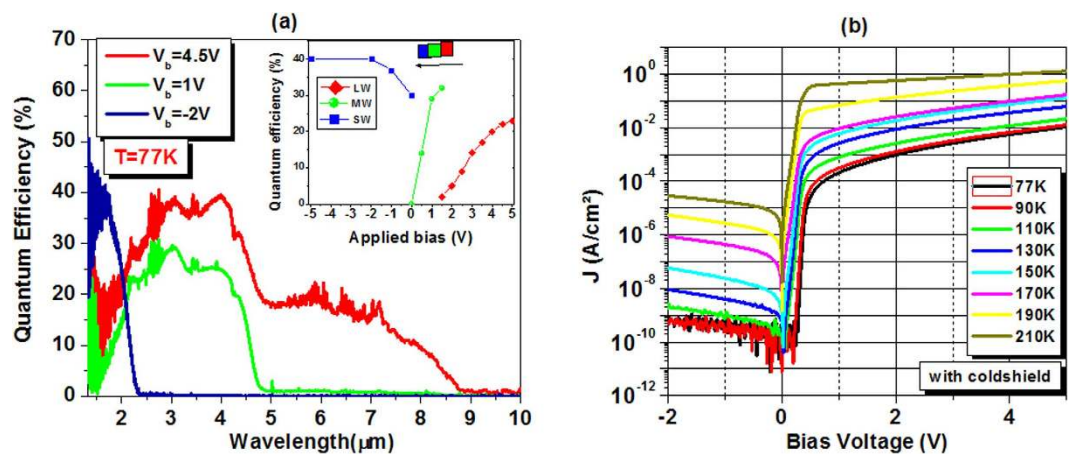 (a)
70
60
50
40
30
20
10
0
Quantum Efficiency (%)
V_b=4.5V
V_b=1V
V_b=-2V
T=77K
Quantum efficiency (%)
60
40
20
0
LW
MW
SW
-5 -4 -3 -2 -1 0 1 2 3 4 5
Applied bias (V)
2 3 4 5 6 7 8 9 10
Wavelength(μm)
(b)
10⁰
10⁻²
10⁻⁴
10⁻⁶
10⁻⁸
10⁻¹⁰
10⁻¹²
J (A/cm²)
77K
90K
110K
130K
150K
170K
190K
210K
with coldshield
-2 0 2 4
Bias Voltage (V)